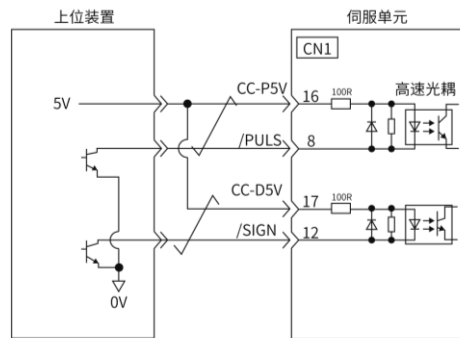 上位装置
伺服单元
CN1
5V
CC-P5V
16
100R
高速光耦
/PULS
8
CC-D5V
17
100R
/SIGN
12
0V